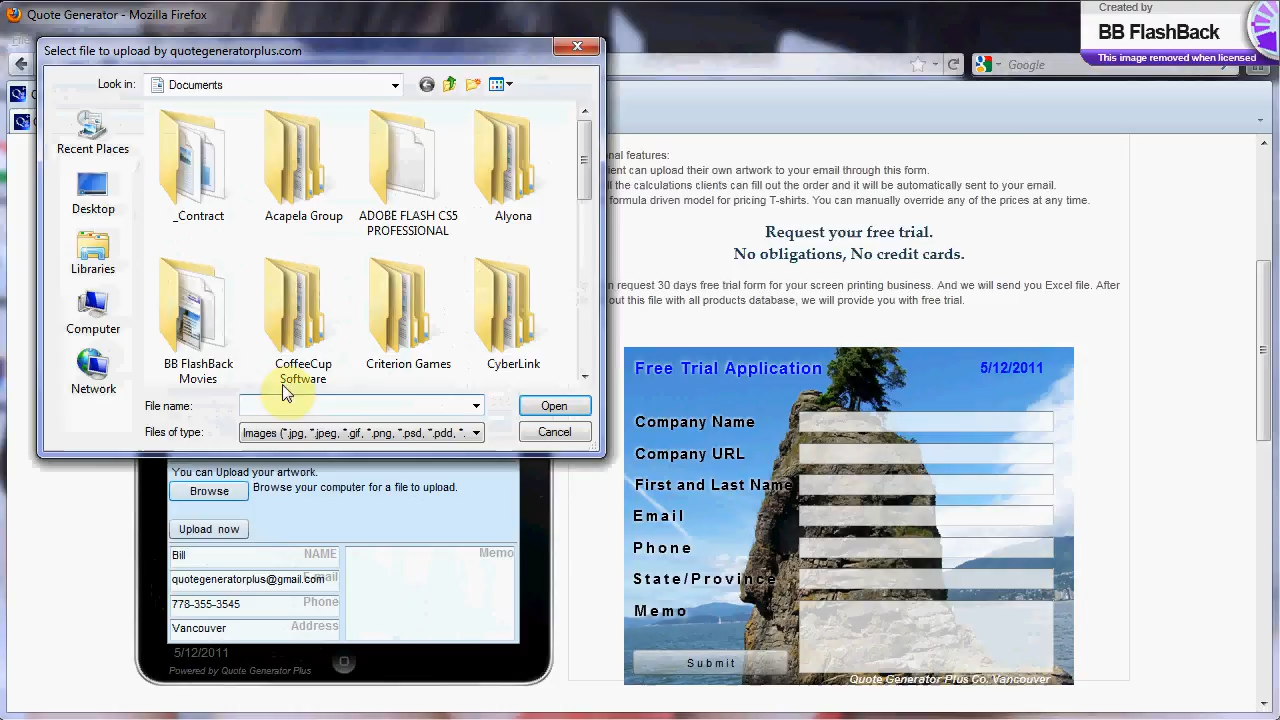 Quote Generator - Mozilla Firefox
Created by
BB FlashBack
This image removed when licensed
Select file to upload by quotegeneratorplus.com
Look in:
Documents
Google
Recent Places
Desktop
Libraries
Computer
Network
_Contract
Acapela Group
ADOBE FLASH CS5
PROFESSIONAL
Alyona
BB FlashBack
Movies
CoffeeCup
Software
Criterion Games
CyberLink
File name:
Open
Files of type:
Images (*.jpg, *.jpeg, *.gif, *.png, *.psd, *.pdd, *.
Cancel
onal features:
ient can upload their own artwork to your email through this form.
ll the calculations clients can fill out the order and it will be automatically sent to your email.
formula driven model for pricing T-shirts. You can manually override any of the prices at any time.
Request your free trial.
No obligations, No credit cards.
n request 30 days free trial form for your screen printing business. And we will send you Excel file. After
out this file with all products database, we will provide you with free trial.
Free Trial Application
5/12/2011
Company Name
Company URL
First and Last Name
Email
Phone
State/Province
Memo
Submit
Quote Generator Plus Co. Vancouver
You can Upload your artwork.
Browse
Browse your computer for a file to upload.
Upload now
Bill
NAME
Memo
quotegeneratorplus@gmail.com
Email
778-355-3545
Phone
Vancouver
Address
5/12/2011
Powered by Quote Generator Plus